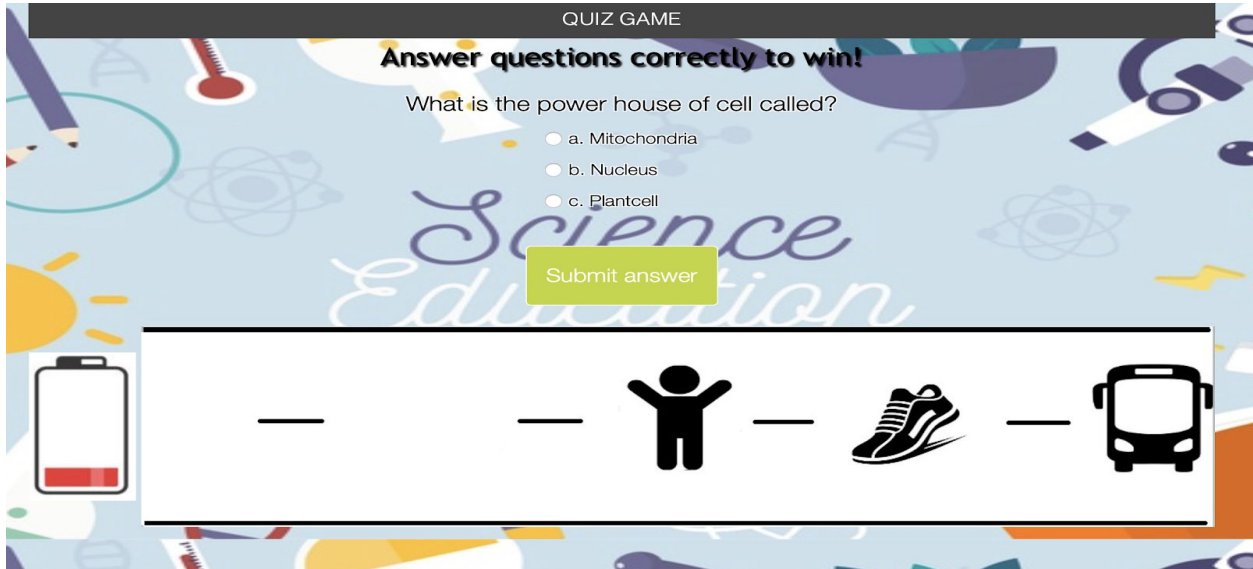 QUIZ GAME
Answer questions correctly to win!
What is the power house of cell called?
a. Mitochondria
b. Nucleus
c. Plantcell
Science
Education
Submit answer